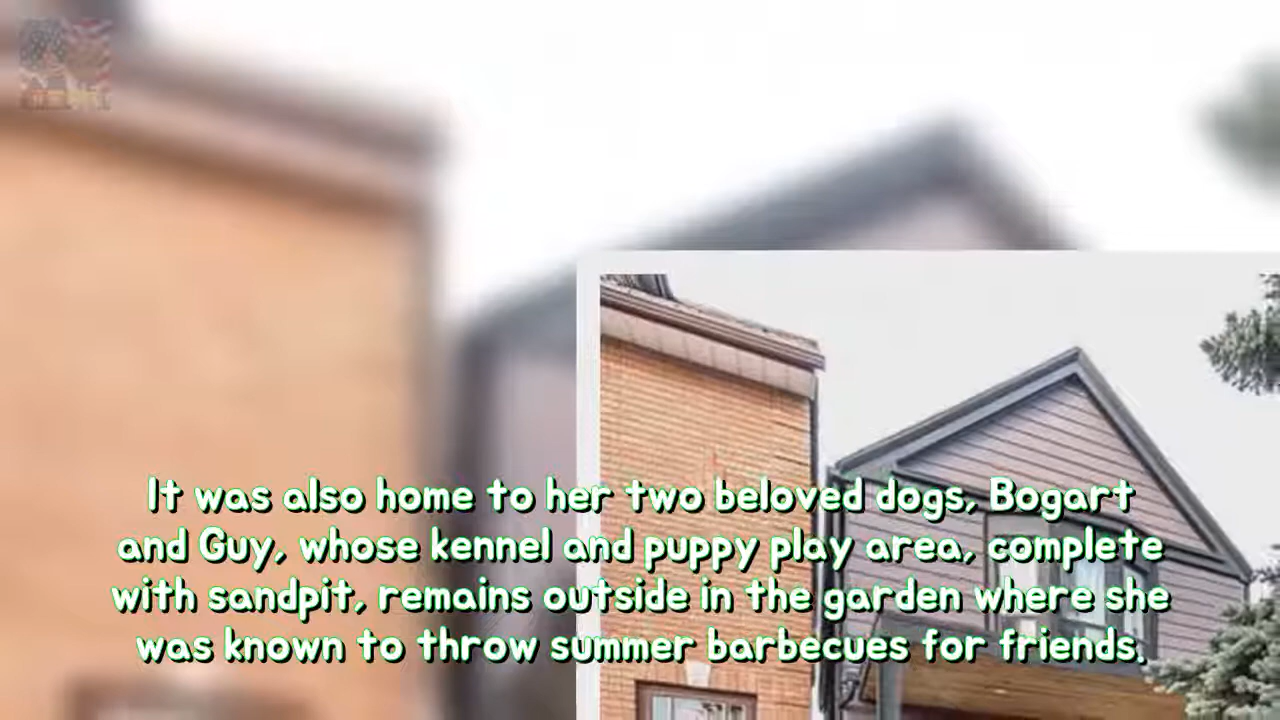 It was also home to her two beloved dogs, Bogart
and Guy, whose kennel and puppy play area, complete
with sandpit, remains outside in the garden where she
was known to throw summer barbecues for friends.